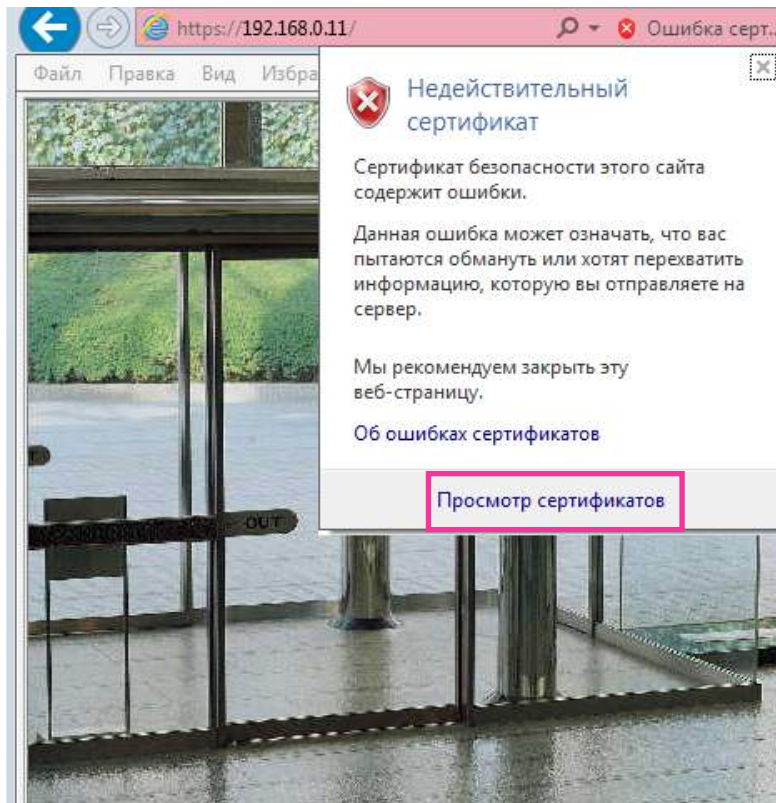 https://192.168.0.11/
Ошибка серт...
Файл Правка Вид Избра
Недействительный
сертификат
Сертификат безопасности этого сайта
содержит ошибки.
Данная ошибка может означать, что вас
пытаются обмануть или хотят перехватить
информацию, которую вы отправляете на
сервер.
Мы рекомендуем закрыть эту
веб-страницу.
Об ошибках сертификатов
Просмотр сертификатов
OUT